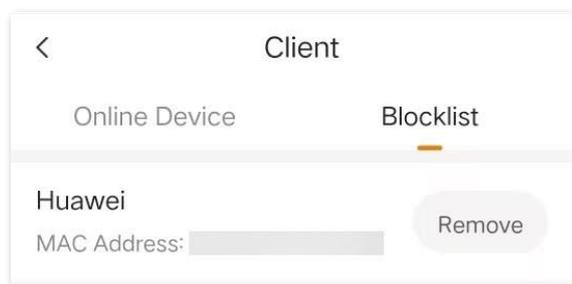 Client
Online Device
Blocklist
Huawei
MAC Address:
Remove